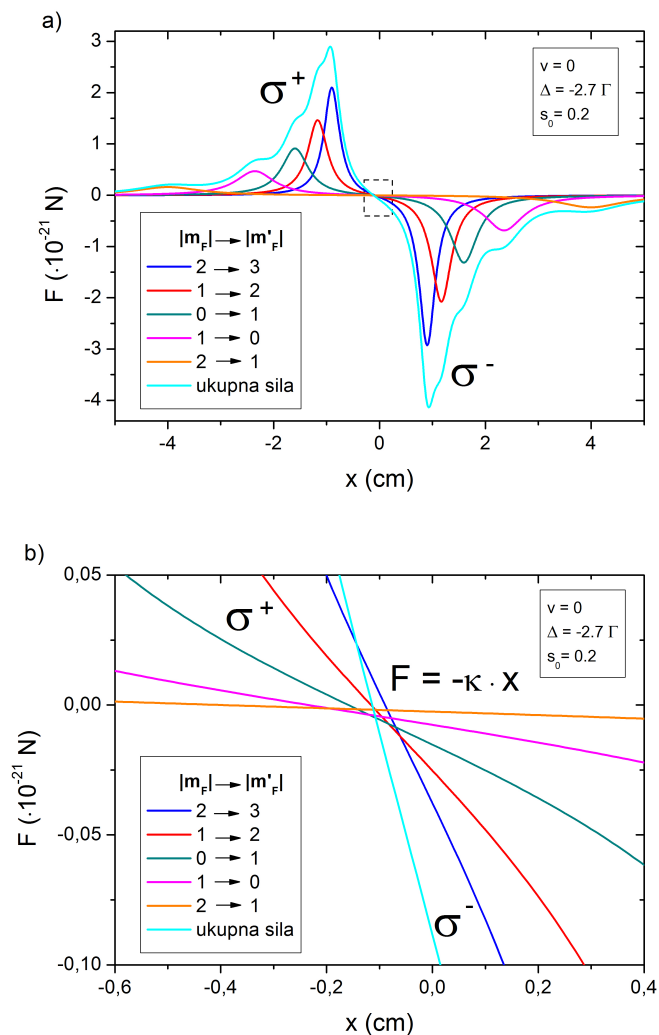 a)
3
2
1
0
-1
-2
-3
-4
F (·10⁻²¹ N)
σ⁺
σ⁻
v = 0
Δ = -2.7 Γ
s₀ = 0.2
|m_F| → |m'_F|
2 → 3
1 → 2
0 → 1
1 → 0
2 → 1
ukupna sila
-4 -2 0 2 4
x (cm)
b)
0,05
0,00
-0,05
-0,10
F (·10⁻²¹ N)
σ⁺
F = -κ · x
σ⁻
v = 0
Δ = -2.7 Γ
s₀ = 0.2
|m_F| → |m'_F|
2 → 3
1 → 2
0 → 1
1 → 0
2 → 1
ukupna sila
-0,6 -0,4 -0,2 0,0 0,2 0,4
x (cm)